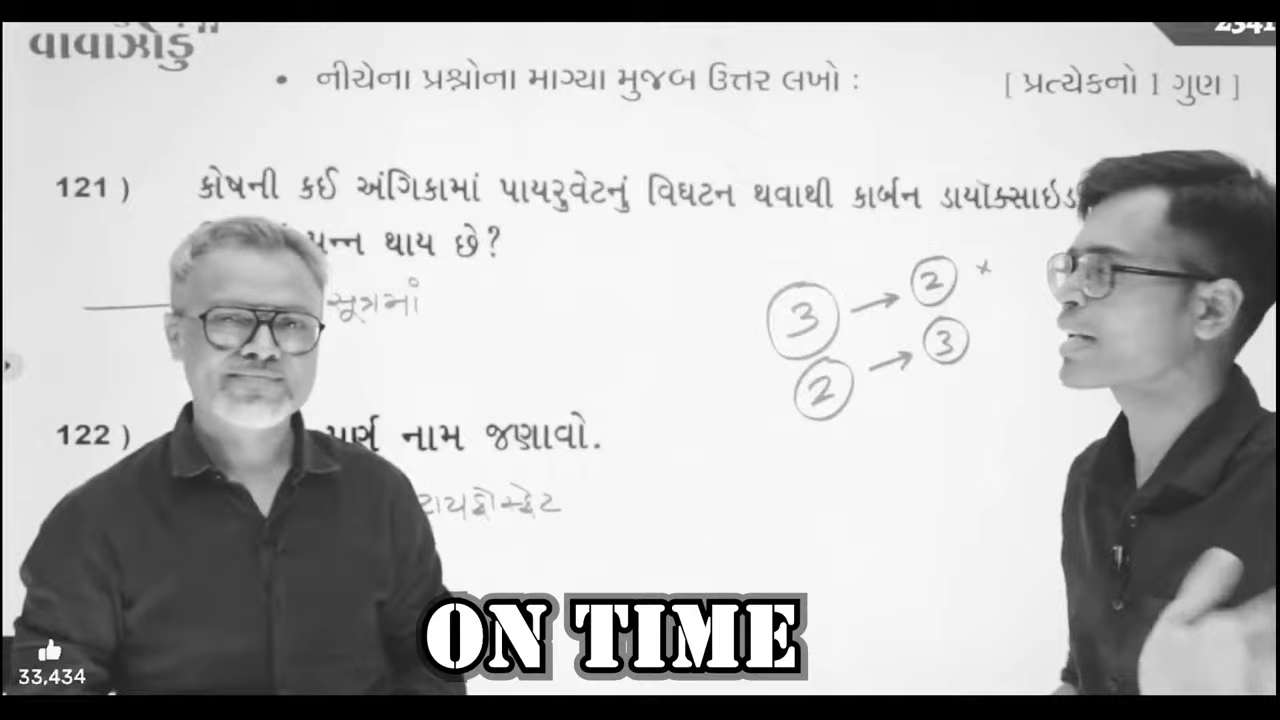 વાવાઝોડું"
2341
• નીચેના પ્રશ્નોના માગ્યા મુજબ ઉત્તર લખો :
[ પ્રત્યેકનો 1 ગુણ ]
121 ) કોષની કઈ અંગિકામાં પાયરુવેટનું વિઘટન થવાથી કાર્બન ડાયૉક્સાઇડ
થાય છે?
સૂત્રમાં
3 → 2 *
2 → 3
122 ) નામ જણાવો.
ON TIME
33,434